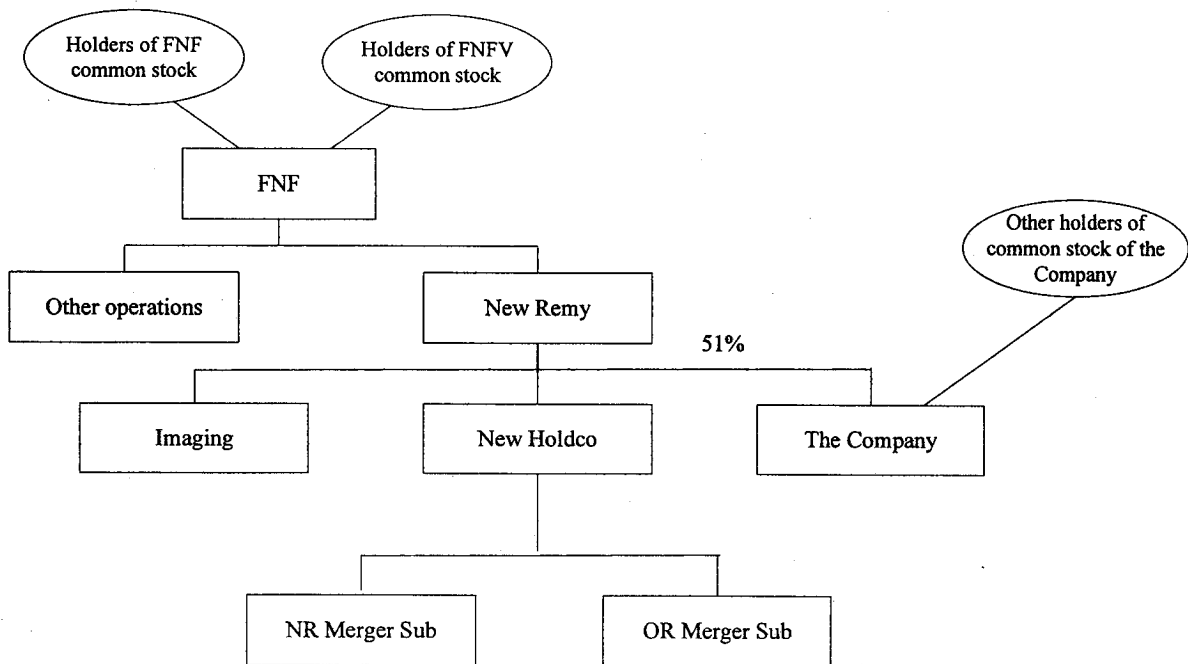 Holders of FNF
common stock
Holders of FNFV
common stock
FNF
Other holders of
common stock of the
Company
Other operations
New Remy
51%
Imaging
New Holdco
The Company
NR Merger Sub
OR Merger Sub